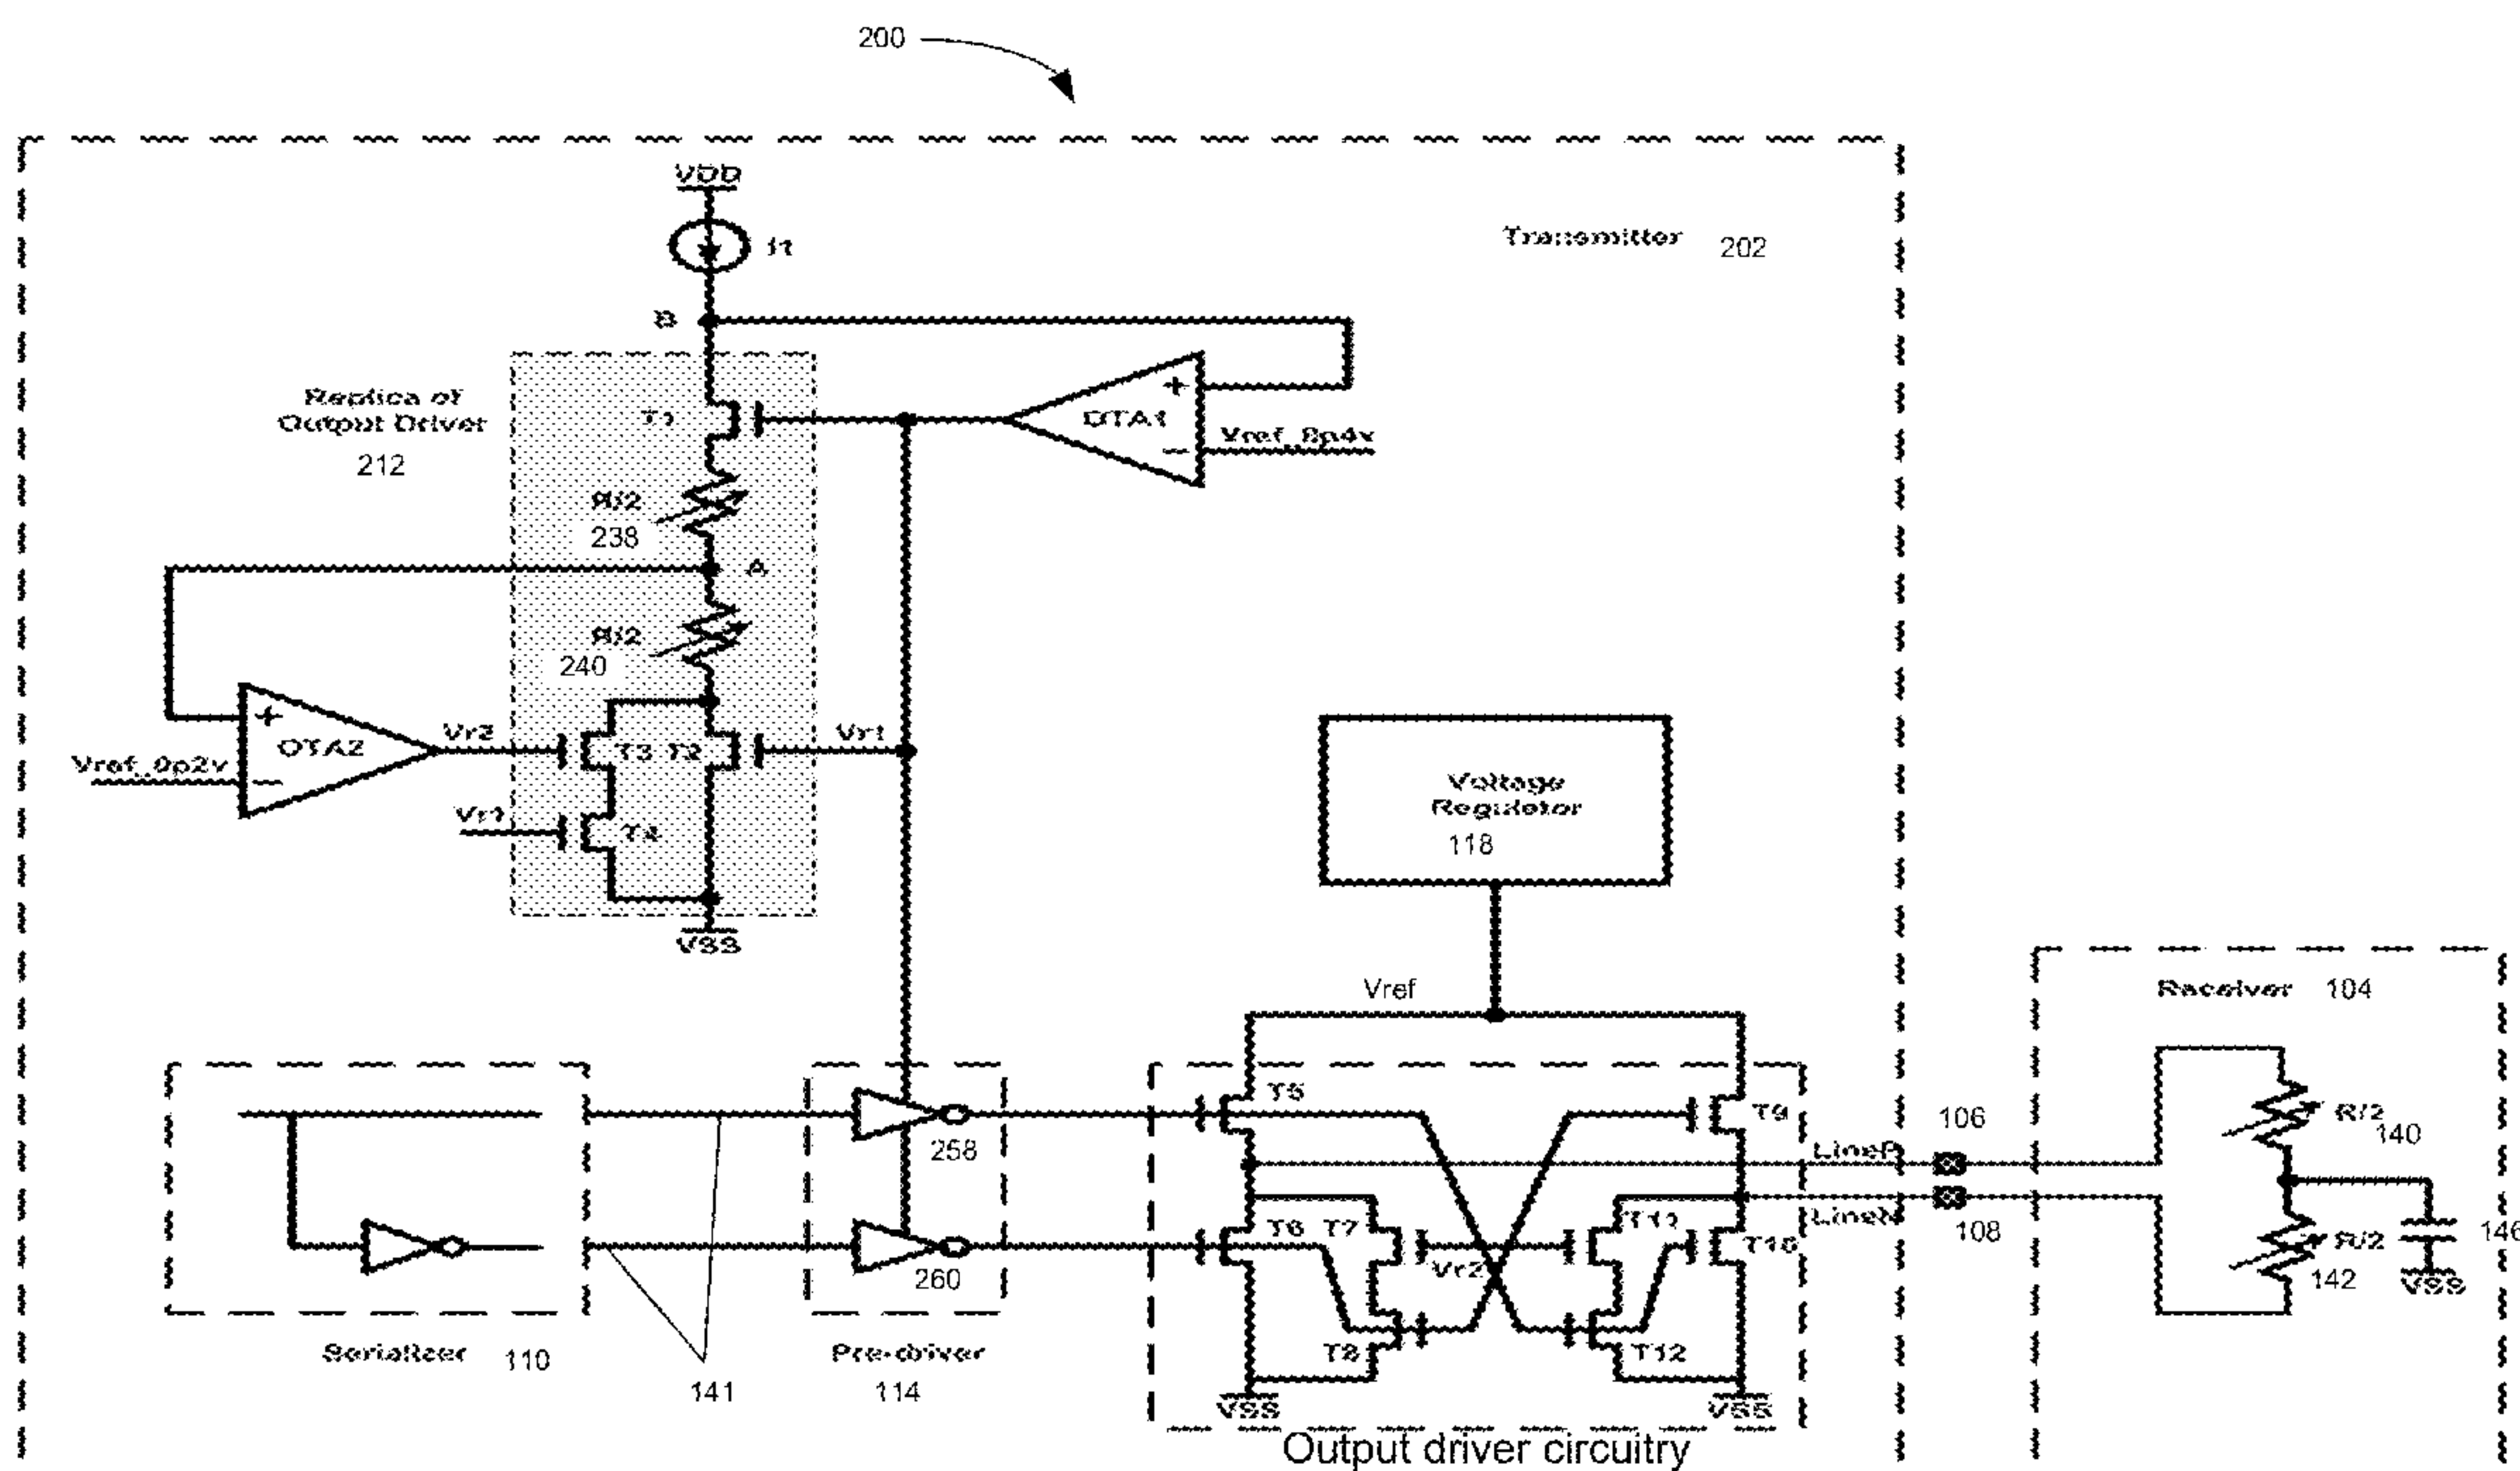 200
VDD
I1
Transmitter 202
B
Replica of
Output Driver
212
T1
+
OTA1
Vref_0p4v
−
R/2
238
A
R/2
240
+
OTA2
Vr2
Vref_0p2v
−
T3 T2
Vr1
Vr1
T4
VSS
Voltage
Regulator
118
Vref
Receiver 104
T5
T9
258
LineP
106
R/2
140
T6 T7
T11
T10
LineN
108
Vr2
260
R/2
142
146
VSS
T8
T12
Serializer 110
141
Pre-driver
114
VSS
VSS
Output driver circuitry